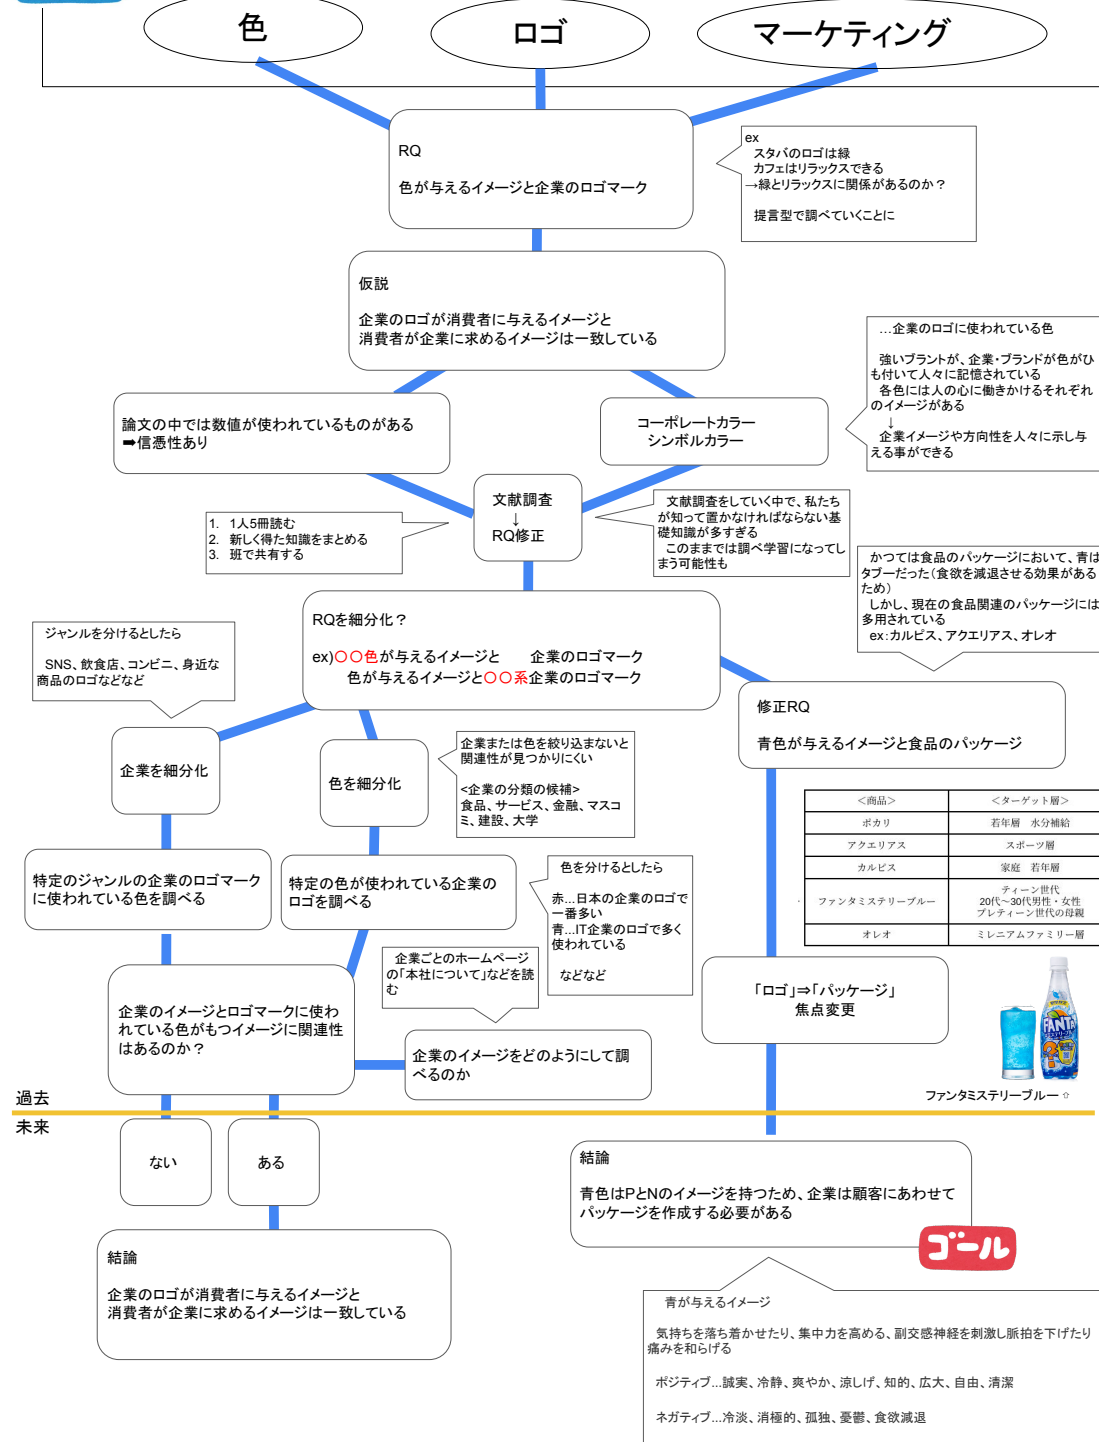 色
ロゴ
マーケティング
RQ
色が与えるイメージと企業のロゴマーク
ex
スタバのロゴは緑
カフェはリラックスできる
→緑とリラックスに関係があるのか？
提言型で調べていくことに
仮説
企業のロゴが消費者に与えるイメージと
消費者が企業に求めるイメージは一致している
…企業のロゴに使われている色
強いブラントが、企業・ブランドが色がひ
も付いて人々に記憶されている
各色には人の心に働きかけるそれぞれ
のイメージがある
↓
企業イメージや方向性を人々に示し与
える事ができる
論文の中では数値が使われているものがある
➡信憑性あり
コーポレートカラー
シンボルカラー
文献調査
↓
RQ修正
1. 1人5冊読む
2. 新しく得た知識をまとめる
3. 班で共有する
文献調査をしていく中で、私たち
が知って置かなければならない基
礎知識が多すぎる
このままでは調べ学習になってし
まう可能性も
かつては食品のパッケージにおいて、青は
タブーだった（食欲を減退させる効果がある
ため）
しかし、現在の食品関連のパッケージには
多用されている
ex：カルピス、アクエリアス、オレオ
RQを細分化？
ex)〇〇色が与えるイメージと　企業のロゴマーク
色が与えるイメージと〇〇系企業のロゴマーク
ジャンルを分けるとしたら
SNS、飲食店、コンビニ、身近な
商品のロゴなどなど
修正RQ
青色が与えるイメージと食品のパッケージ
企業を細分化
色を細分化
企業または色を絞り込まないと
関連性が見つかりにくい
<企業の分類の候補>
食品、サービス、金融、マスコ
ミ、建設、大学
＜商品＞ ＜ターゲット層＞
ポカリ 若年層　水分補給
アクエリアス スポーツ層
カルピス 家庭　若年層
ファンタミステリーブルー ティーン世代
20代〜30代男性・女性
プレティーン世代の母親
オレオ ミレニアムファミリー層
特定のジャンルの企業のロゴマーク
に使われている色を調べる
特定の色が使われている企業の
ロゴを調べる
色を分けるとしたら
赤…日本の企業のロゴで
一番多い
青…IT企業のロゴで多く
使われている
などなど
企業ごとのホームページ
の「本社について」などを読
む
企業のイメージとロゴマークに使わ
れている色がもつイメージに関連性
はあるのか？
企業のイメージをどのようにして調
べるのか
「ロゴ」⇒「パッケージ」
焦点変更
FANTA
ファンタミステリーブルー⇧
過去
未来
ない
ある
結論
企業のロゴが消費者に与えるイメージと
消費者が企業に求めるイメージは一致している
結論
青色はPとNのイメージを持つため、企業は顧客にあわせて
パッケージを作成する必要がある
ゴール
青が与えるイメージ
気持ちを落ち着かせたり、集中力を高める、副交感神経を刺激し脈拍を下げたり
痛みを和らげる
ポジティブ…誠実、冷静、爽やか、涼しげ、知的、広大、自由、清潔
ネガティブ…冷淡、消極的、孤独、憂鬱、食欲減退